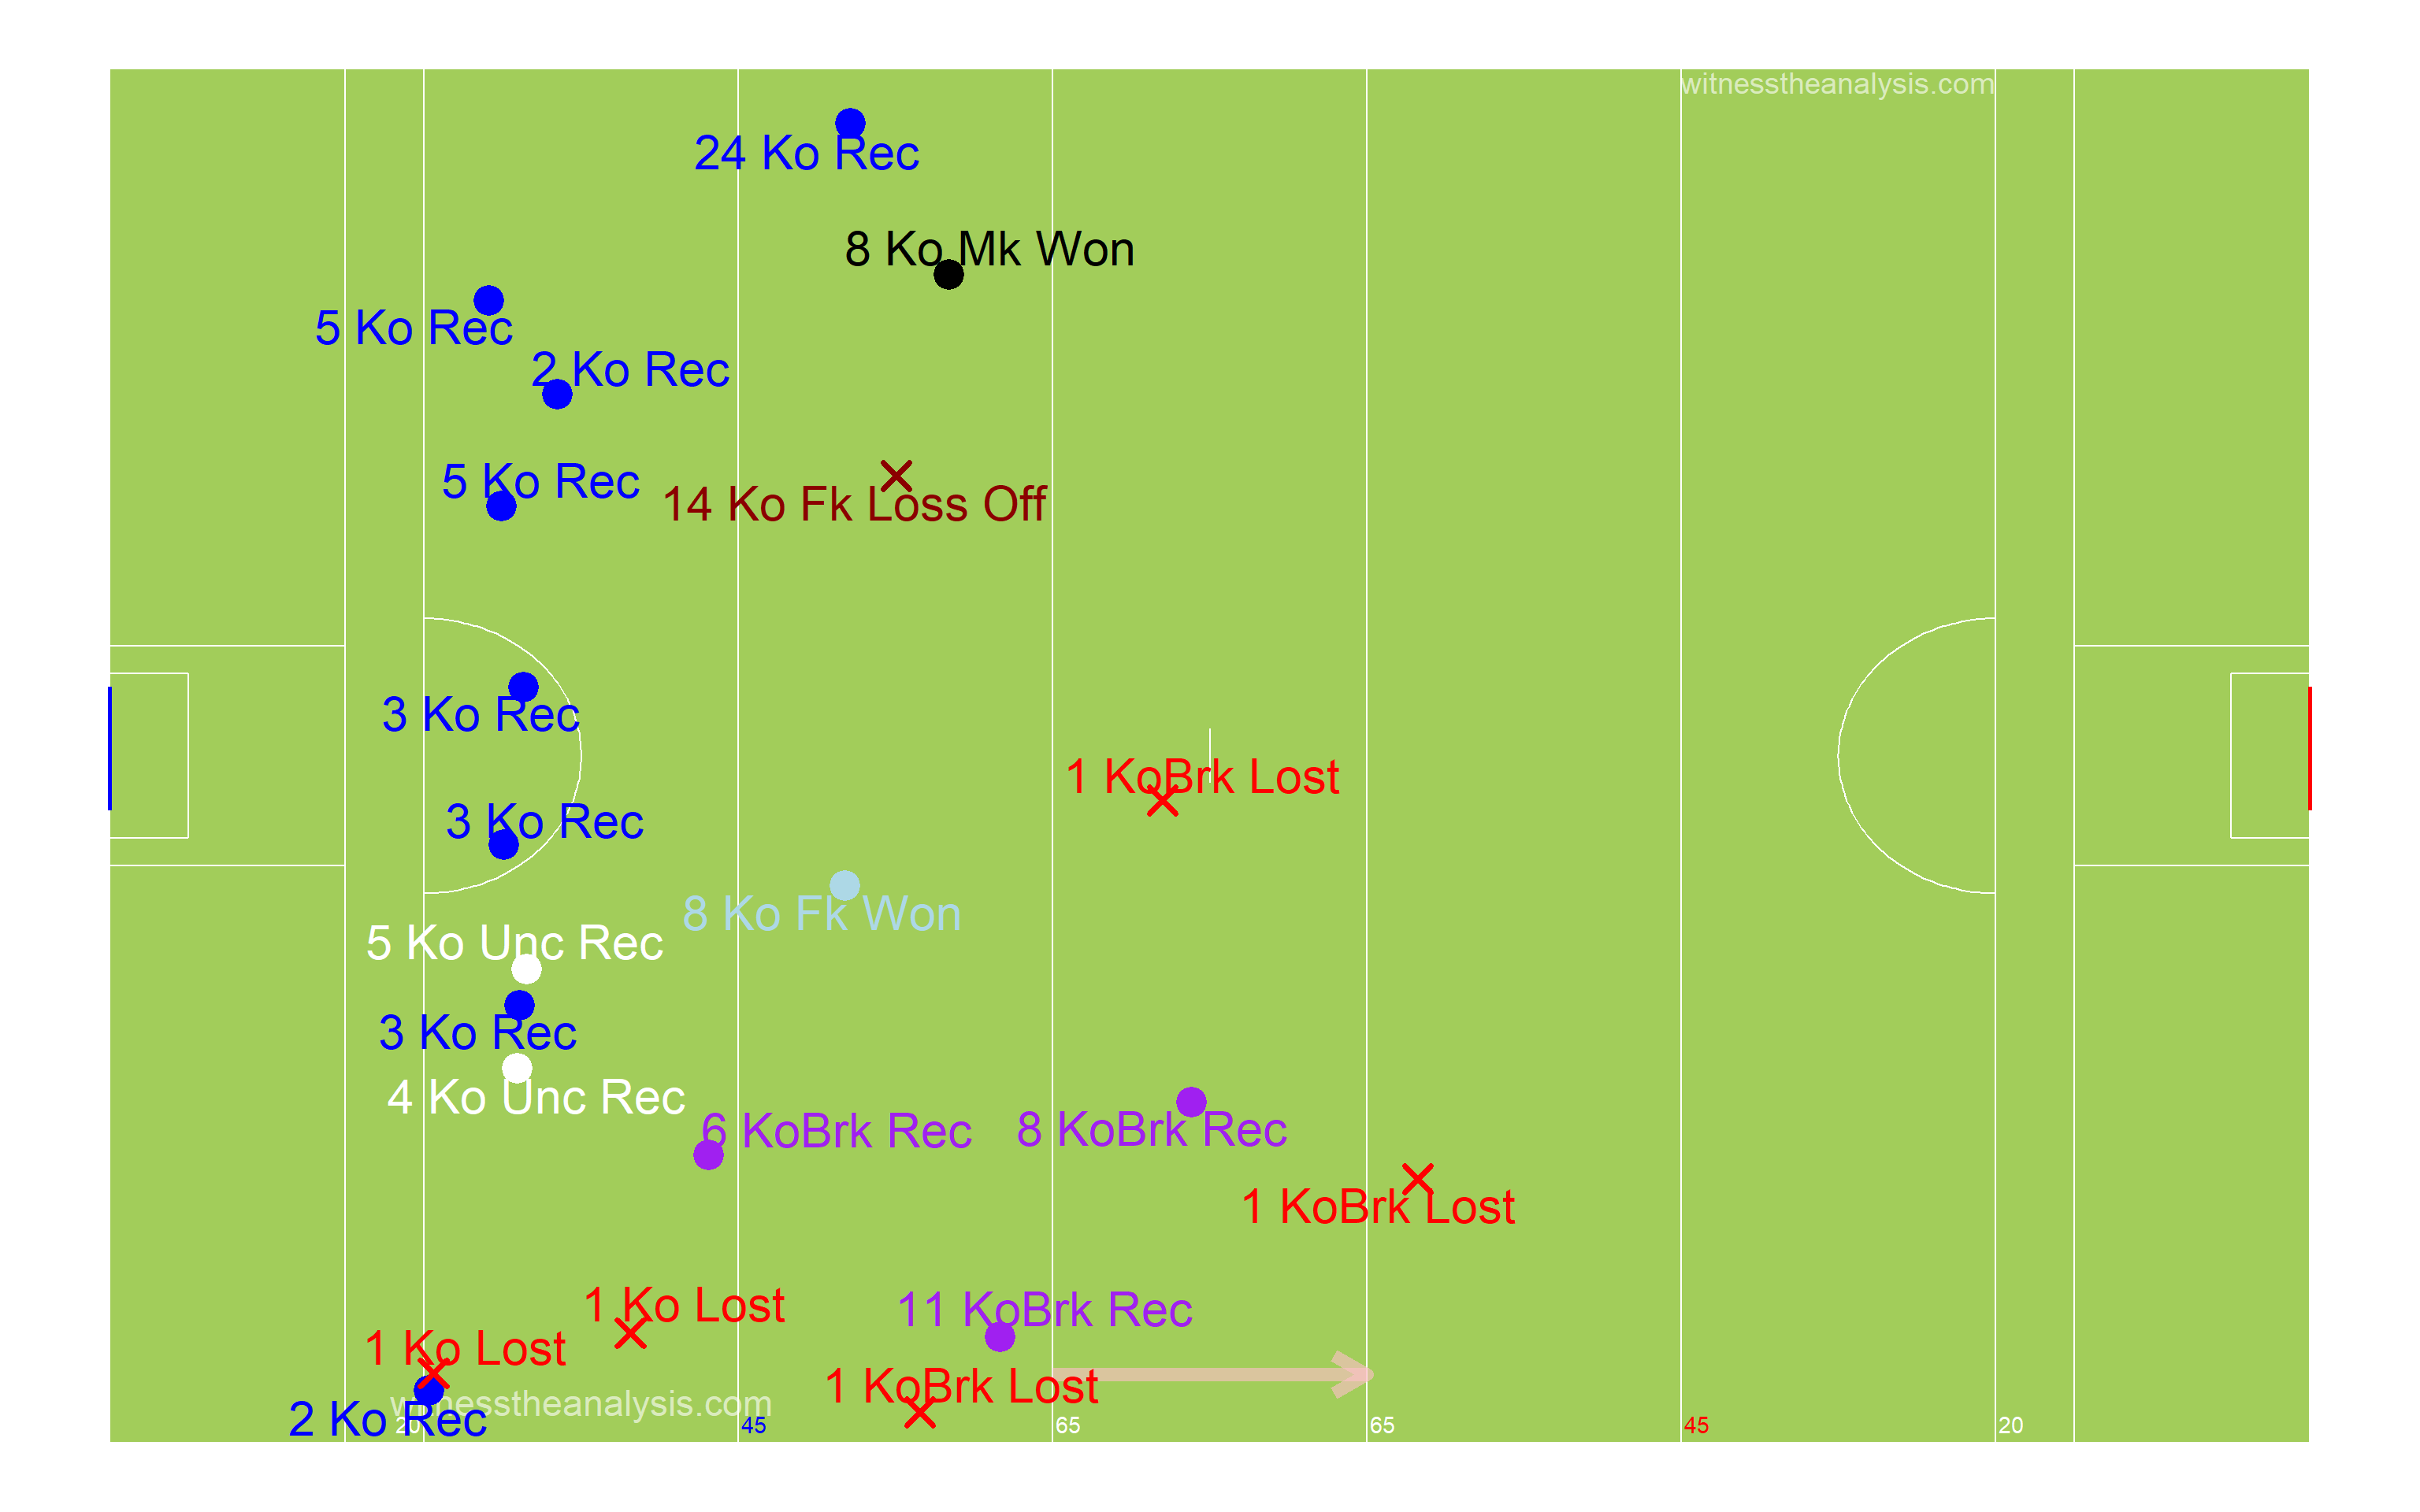 witnesstheanalysis.com
24 Ko Rec
8 Ko Mk Won
5 Ko Rec
2 Ko Rec
5 Ko Rec
14 Ko Fk Loss Off
3 Ko Rec
1 KoBrk Lost
3 Ko Rec
8 Ko Fk Won
5 Ko Unc Rec
3 Ko Rec
4 Ko Unc Rec
6 KoBrk Rec
8 KoBrk Rec
1 KoBrk Lost
1 Ko Lost
11 KoBrk Rec
1 Ko Lost
1 KoBrk Lost
witnesstheanalysis.com
2 Ko Rec
20
45
65
65
45
20